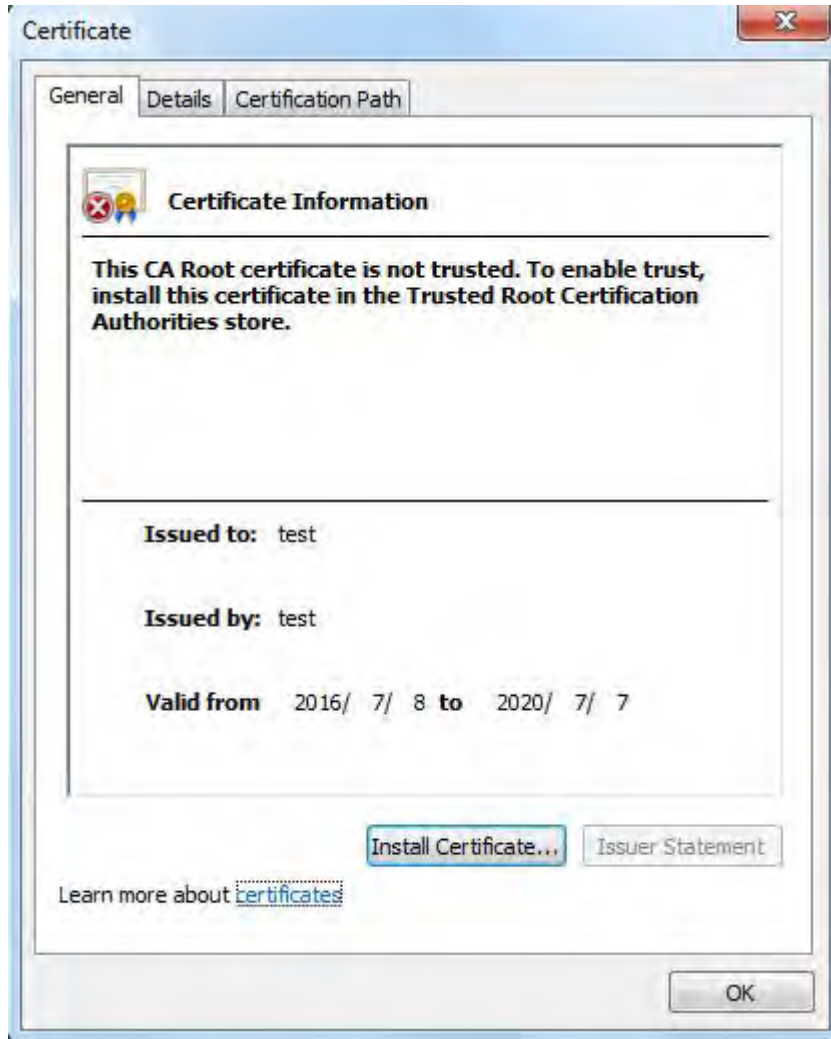 Certificate
General Details Certification Path
Certificate Information
This CA Root certificate is not trusted. To enable trust,
install this certificate in the Trusted Root Certification
Authorities store.
Issued to: test
Issued by: test
Valid from 2016/ 7/ 8 to 2020/ 7/ 7
Install Certificate... Issuer Statement
Learn more about certificates
OK